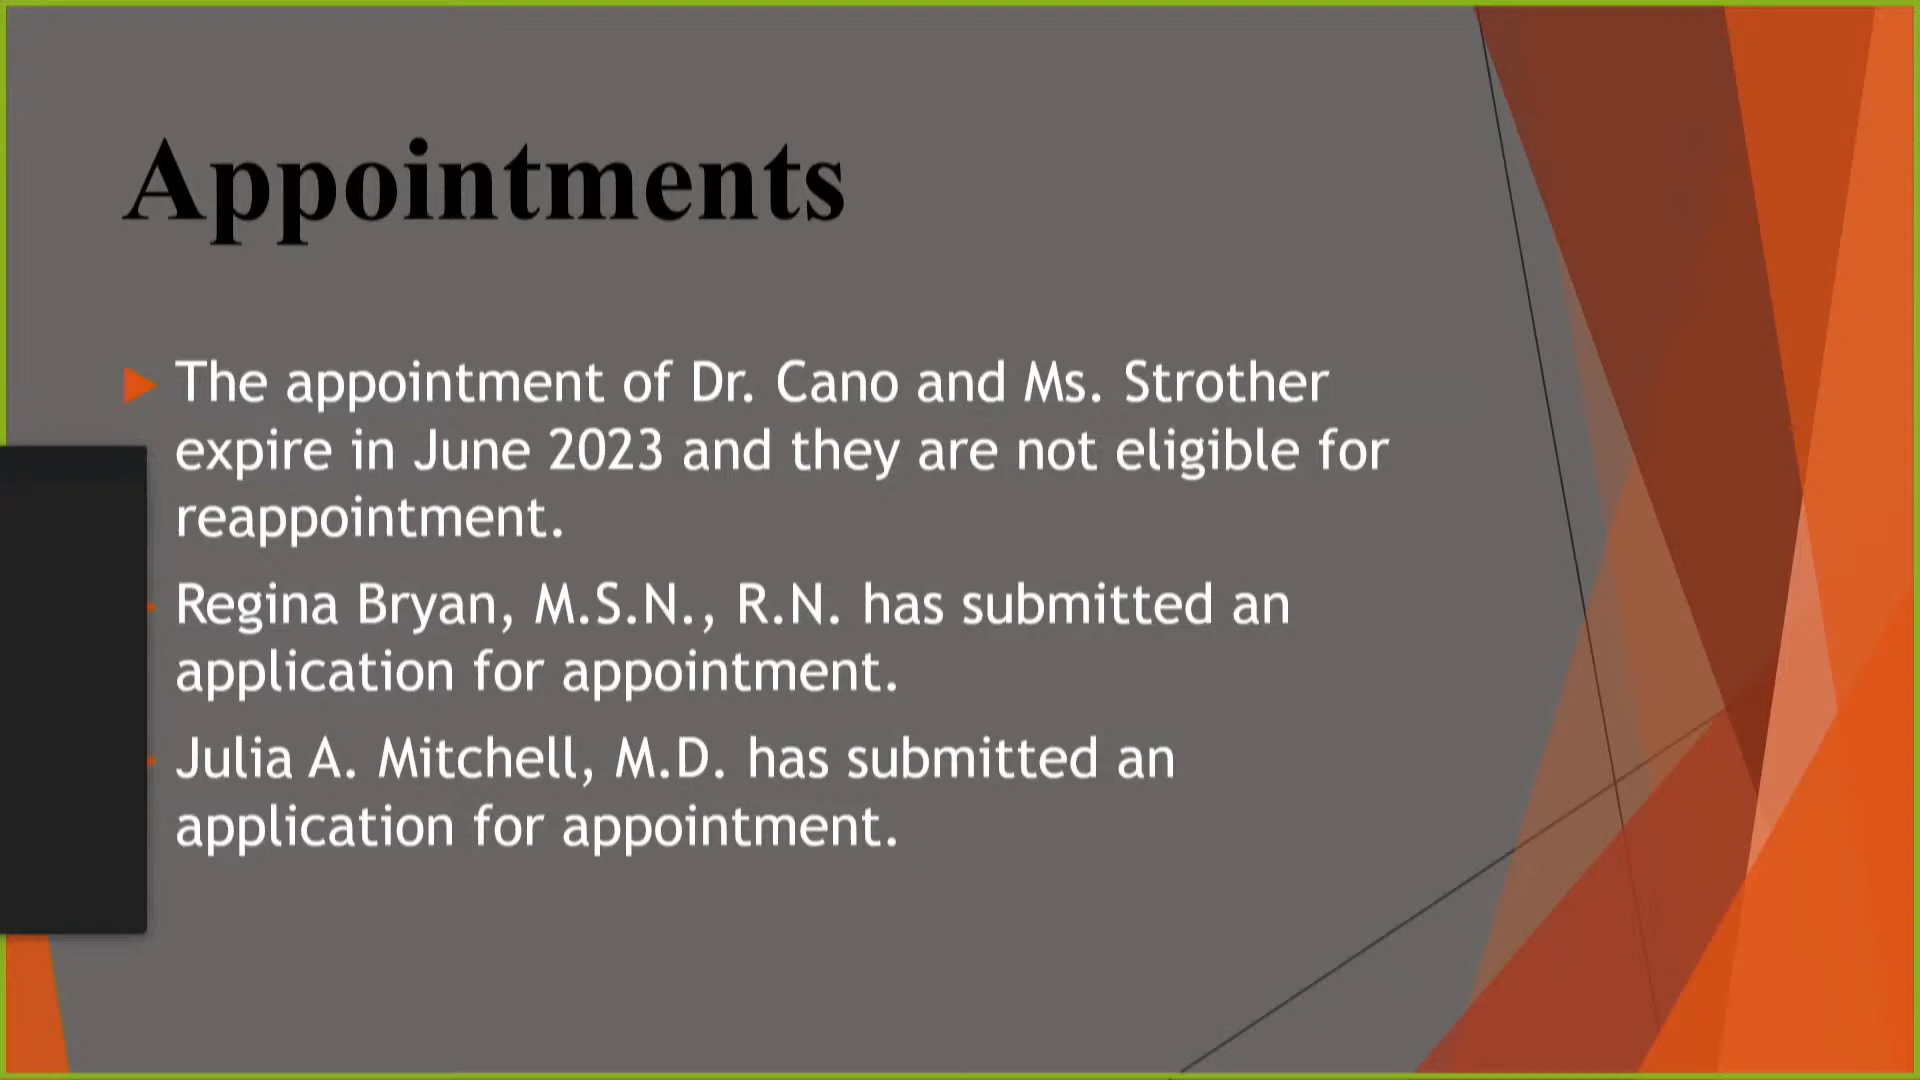 Appointments
The appointment of Dr. Cano and Ms. Strother
expire in June 2023 and they are not eligible for
reappointment.
Regina Bryan, M.S.N., R.N. has submitted an
application for appointment.
Julia A. Mitchell, M.D. has submitted an
application for appointment.